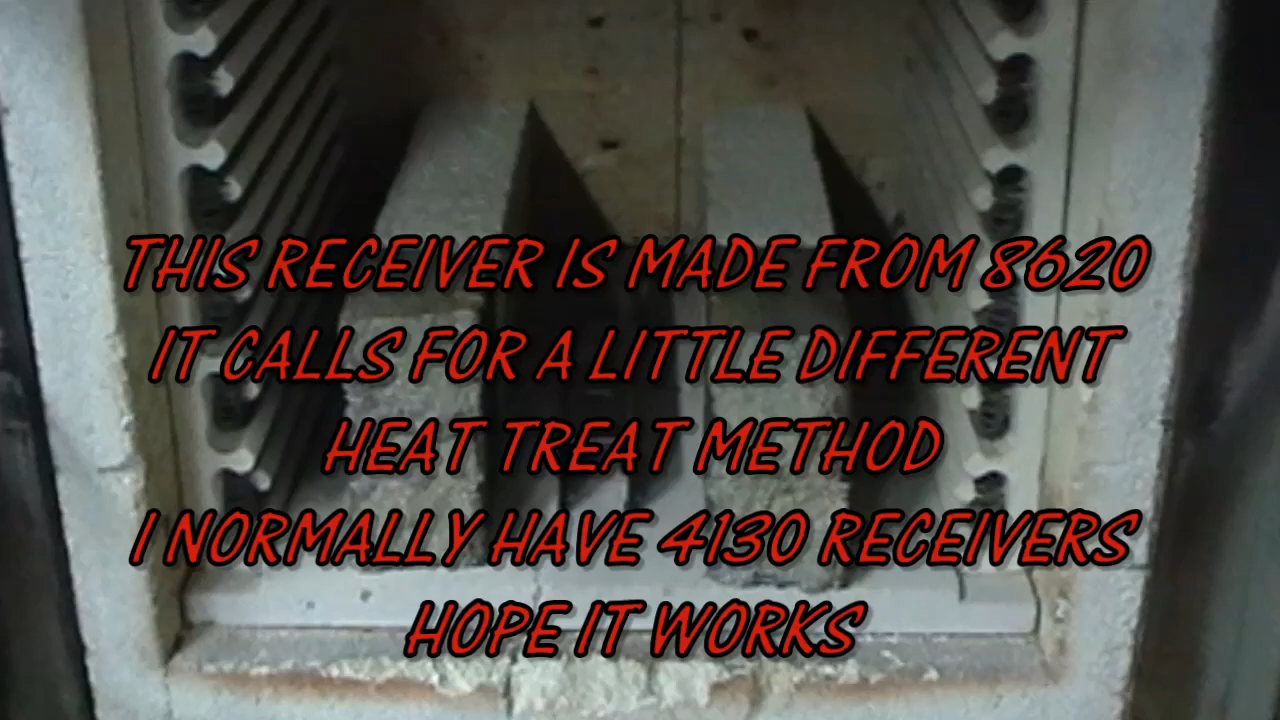 THIS RECEIVER IS MADE FROM 8620
IT CALLS FOR A LITTLE DIFFERENT
HEAT TREAT METHOD
I NORMALLY HAVE 4130 RECEIVERS
HOPE IT WORKS